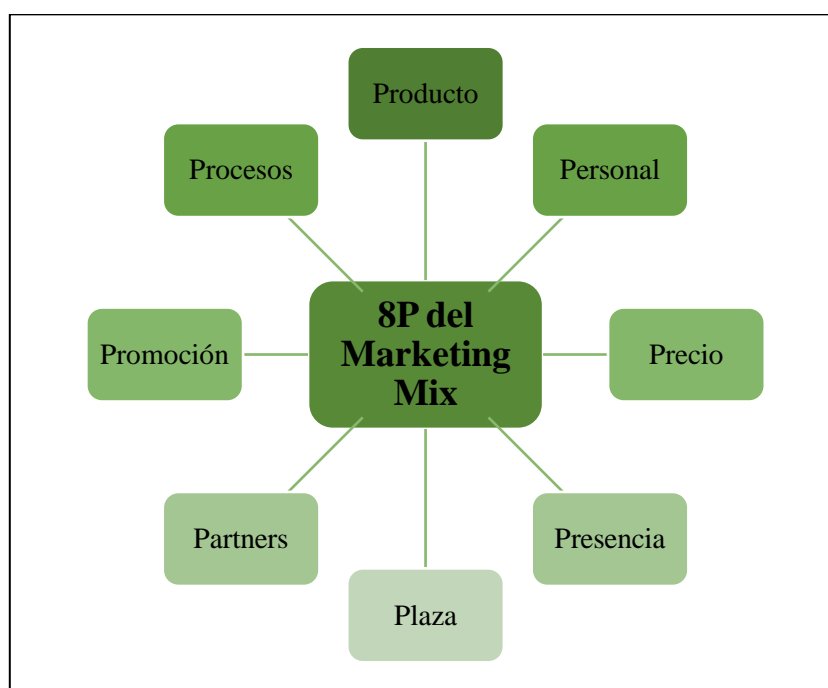 Producto
Procesos
Personal
8P del
Marketing
Mix
Promoción
Precio
Partners
Presencia
Plaza